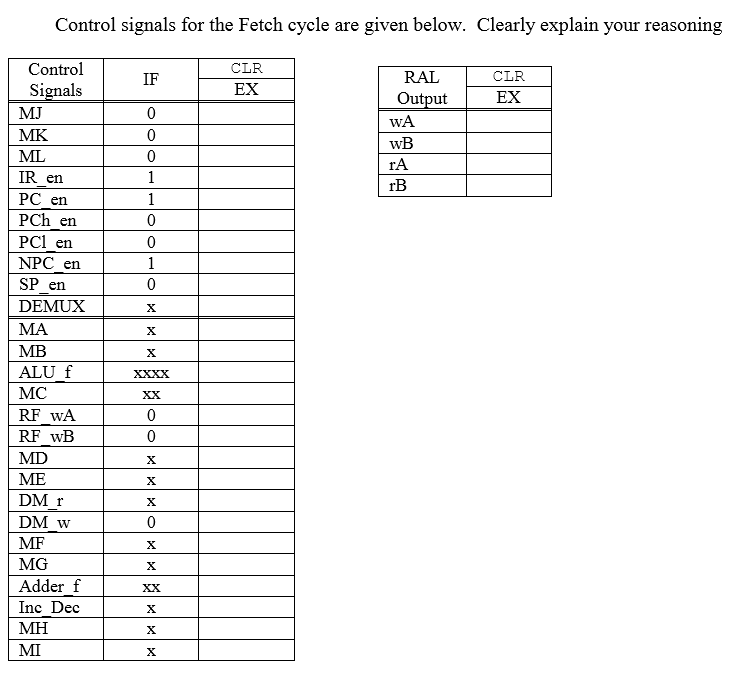 Control signals for the Fetch cycle are given below. Clearly explain your reasoning
Control Signals IF CLR
EX
MJ 0
MK 0
ML 0
IR_en 1
PC_en 1
PCh_en 0
PCl_en 0
NPC_en 1
SP_en 0
DEMUX x
MA x
MB x
ALU_f xxxx
MC xx
RF_wA 0
RF_wB 0
MD x
ME x
DM_r x
DM_w 0
MF x
MG x
Adder_f xx
Inc_Dec x
MH x
MI x
RAL Output CLR
EX
wA
wB
rA
rB